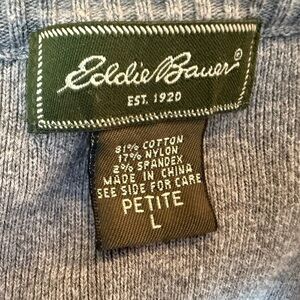 Eddie Bauer®
EST. 1920
81% COTTON
17% NYLON
2% SPANDEX
MADE IN CHINA
SEE SIDE FOR CARE
PETITE
L